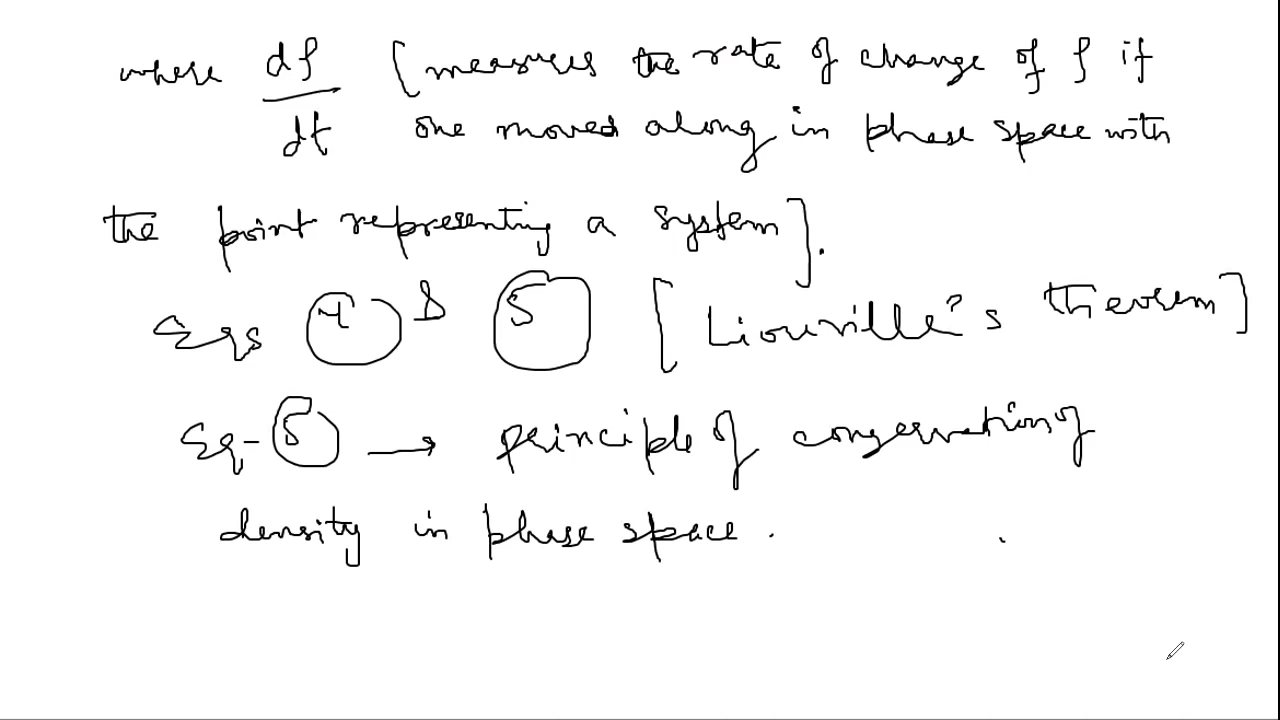 where dρ/dt [measures the rate of change of ρ if
one moved along in phase space with
the point representing a system].
Eqs 4 & 5 [Liouville's theorem]
Eq-5 → principle of conservation of
density in phase space.